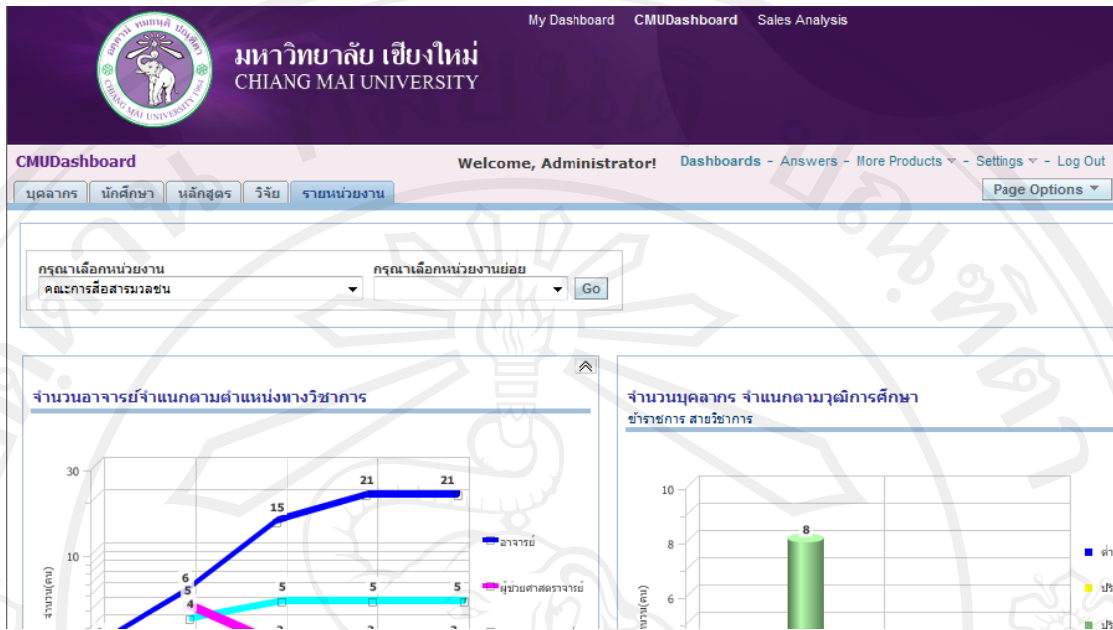 My Dashboard CMUDashboard Sales Analysis
มหาวิทยาลัย เชียงใหม่
CHIANG MAI UNIVERSITY
CHIANG MAI UNIVERSITY 1964
CMUDashboard Welcome, Administrator! Dashboards - Answers - More Products - Settings - Log Out
บุคลากร นักศึกษา หลักสูตร วิจัย รายหน่วยงาน Page Options
กรุณาเลือกหน่วยงาน กรุณาเลือกหน่วยงานย่อย
คณะการสื่อสารมวลชน Go
จำนวนอาจารย์จำแนกตามตำแหน่งทางวิชาการ
30
21 21
15
10
6
5 5 5 5
4
จำนวน(คน)
อาจารย์
ผู้ช่วยศาสตราจารย์
จำนวนบุคลากร จำแนกตามวุฒิการศึกษา
ข้าราชการ สายวิชาการ
10
8
8
6